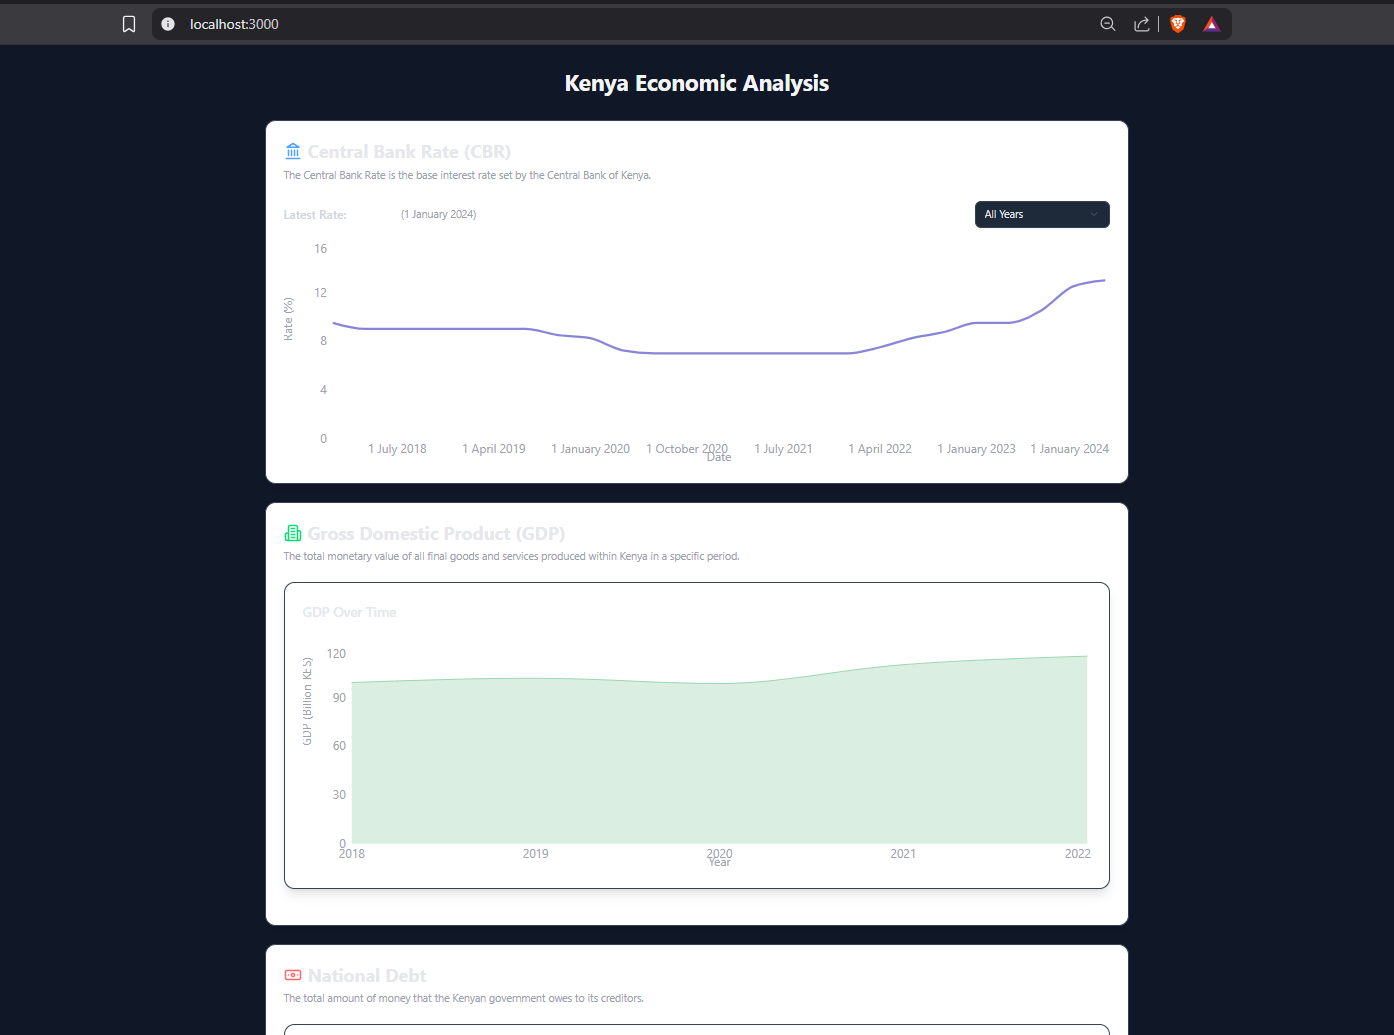 localhost:3000
Kenya Economic Analysis
Central Bank Rate (CBR)
The Central Bank Rate is the base interest rate set by the Central Bank of Kenya.
Latest Rate: (1 January 2024)
All Years
16
12
8
4
0
Rate (%)
1 July 2018 1 April 2019 1 January 2020 1 October 2020 1 July 2021 1 April 2022 1 January 2023 1 January 2024
Date
Gross Domestic Product (GDP)
The total monetary value of all final goods and services produced within Kenya in a specific period.
GDP Over Time
120
90
60
30
0
GDP (Billion KES)
2018 2019 2020 2021 2022
Year
National Debt
The total amount of money that the Kenyan government owes to its creditors.